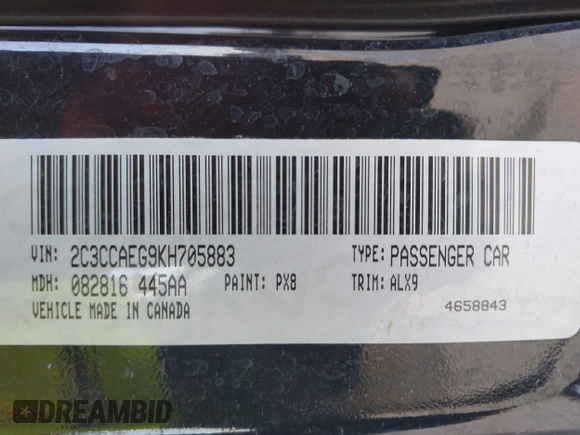 VIN: 2C3CCAEG9KH705883 TYPE: PASSENGER CAR
MDH: 082816 445AA PAINT: PX8 TRIM: ALX9
VEHICLE MADE IN CANADA 4658843
DREAMBID